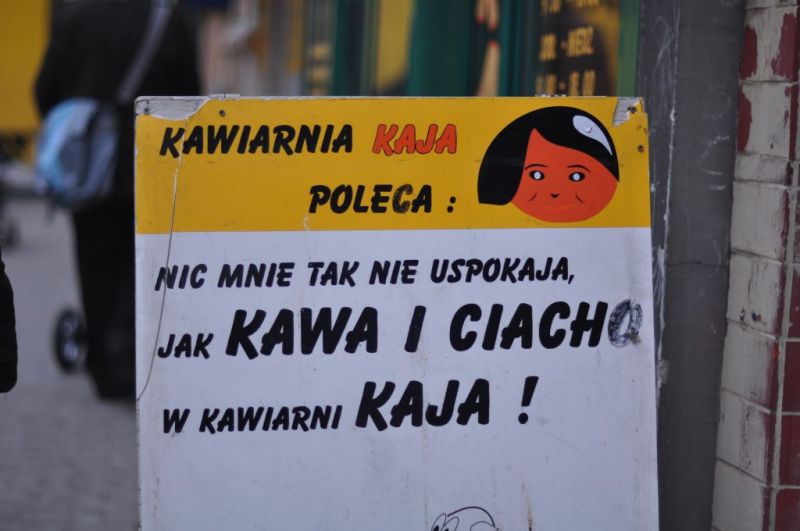 KAWIARNIA KAJA
POLECA :
NIC MNIE TAK NIE USPOKAJA,
JAK KAWA I CIACHO
W KAWIARNI KAJA !